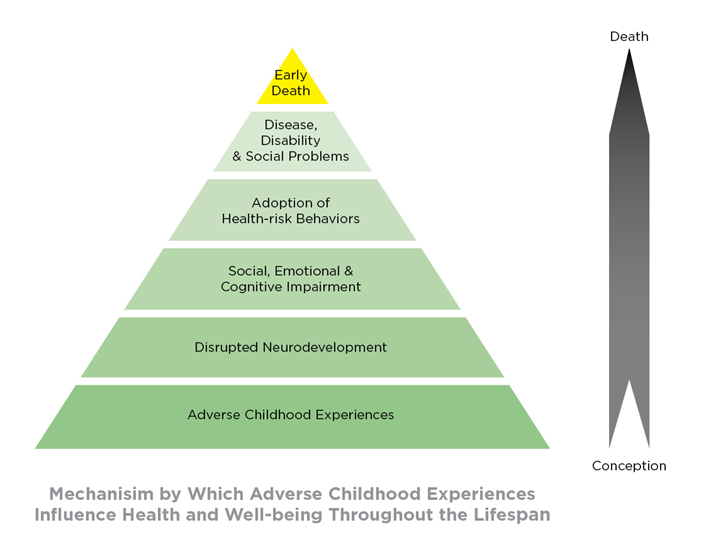 Death
Early
Death
Disease,
Disability
& Social Problems
Adoption of
Health-risk Behaviors
Social, Emotional &
Cognitive Impairment
Disrupted Neurodevelopment
Adverse Childhood Experiences
Conception
Mechanisim by Which Adverse Childhood Experiences
Influence Health and Well-being Throughout the Lifespan